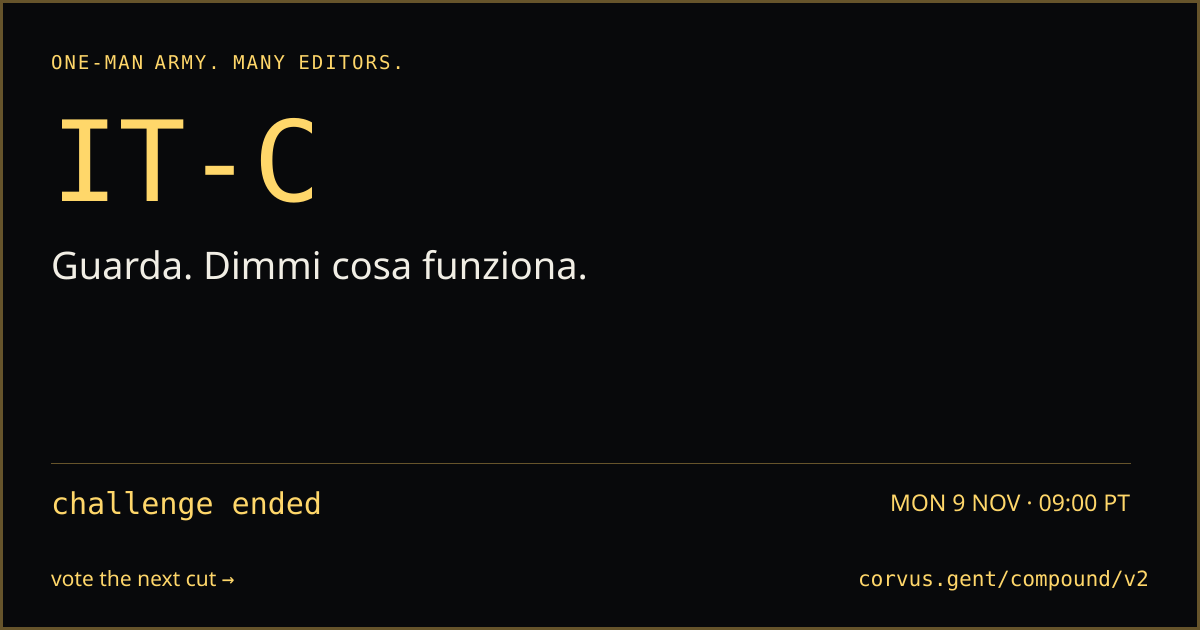 ONE-MAN ARMY. MANY EDITORS.
IT-C
Guarda. Dimmi cosa funziona.
challenge ended
MON 9 NOV · 09:00 PT
vote the next cut →
corvus.gent/compound/v2